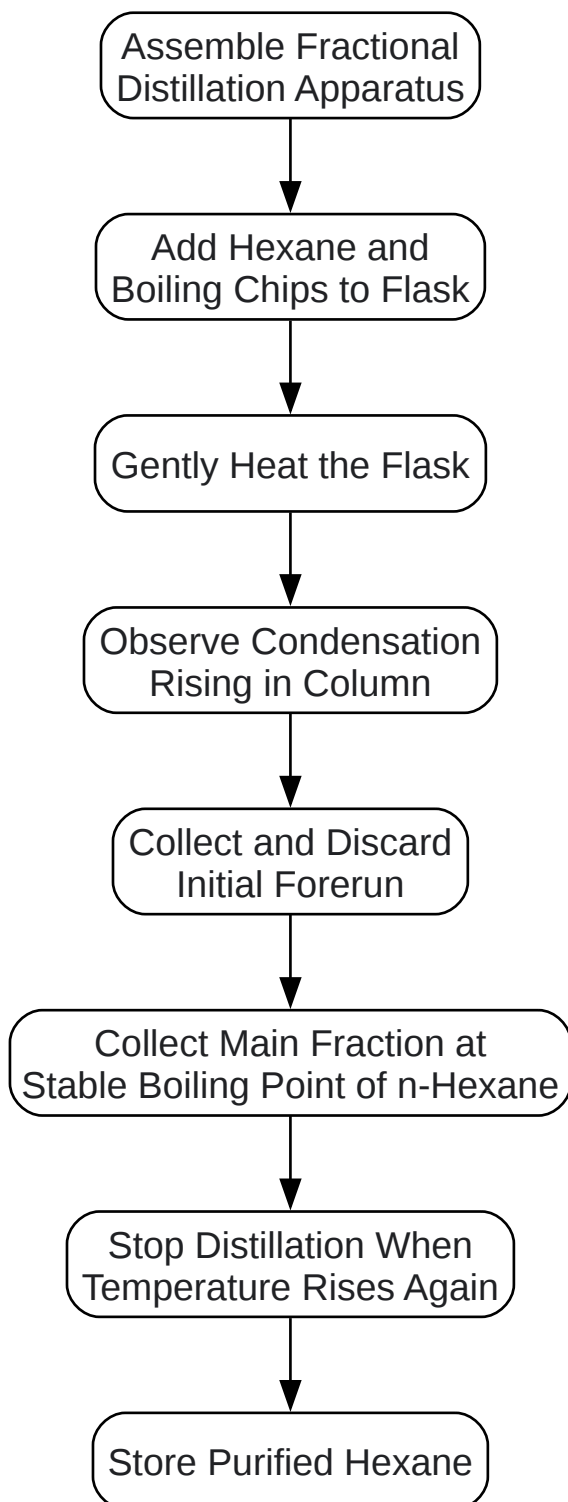 Assemble Fractional
Distillation Apparatus
Add Hexane and
Boiling Chips to Flask
Gently Heat the Flask
Observe Condensation
Rising in Column
Collect and Discard
Initial Forerun
Collect Main Fraction at
Stable Boiling Point of n-Hexane
Stop Distillation When
Temperature Rises Again
Store Purified Hexane